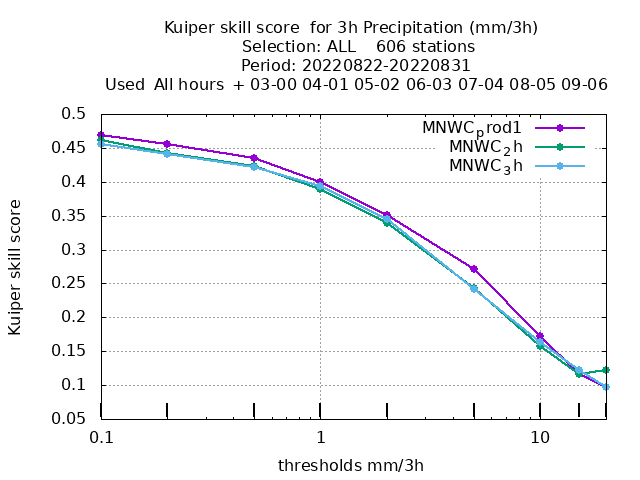 Kuiper skill score  for 3h Precipitation (mm/3h)
Selection: ALL    606 stations
Period: 20220822-20220831
Used  All hours  + 03-00 04-01 05-02 06-03 07-04 08-05 09-06
0.5
0.45
0.4
0.35
0.3
0.25
0.2
0.15
0.1
0.05
Kuiper skill score
MNWCprod1
MNWC2h
MNWC3h
0.1
1
10
thresholds mm/3h